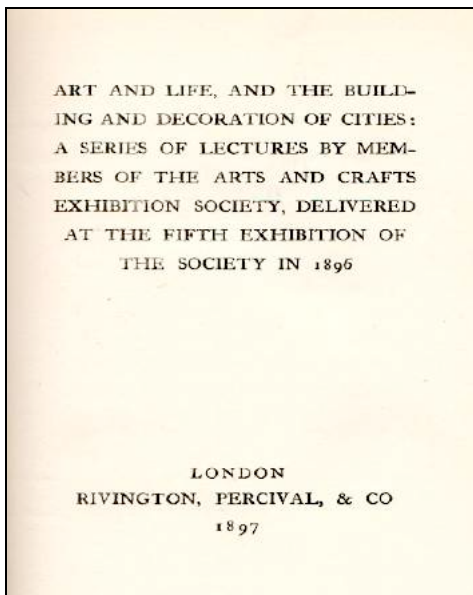 ART AND LIFE, AND THE BUILD-
ING AND DECORATION OF CITIES:
A SERIES OF LECTURES BY MEM-
BERS OF THE ARTS AND CRAFTS
EXHIBITION SOCIETY, DELIVERED
AT THE FIFTH EXHIBITION OF
THE SOCIETY IN 1896
LONDON
RIVINGTON, PERCIVAL, & CO
1897